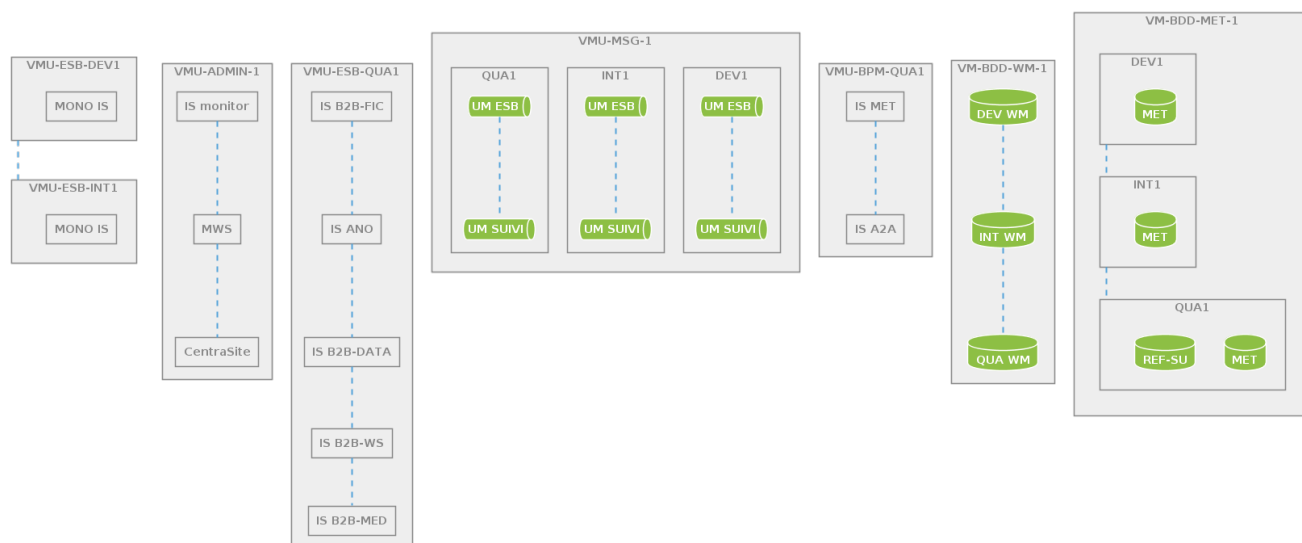 VMU-ESB-DEV1
MONO IS
VMU-ESB-INT1
MONO IS
VMU-ADMIN-1
IS monitor
MWS
CentraSite
VMU-ESB-QUA1
IS B2B-FIC
IS ANO
IS B2B-DATA
IS B2B-WS
IS B2B-MED
VMU-MSG-1
QUA1
UM ESB
UM SUIVI
INT1
UM ESB
UM SUIVI
DEV1
UM ESB
UM SUIVI
VMU-BPM-QUA1
IS MET
IS A2A
VM-BDD-WM-1
DEV WM
INT WM
QUA WM
VM-BDD-MET-1
DEV1
MET
INT1
MET
QUA1
REF-SU
MET